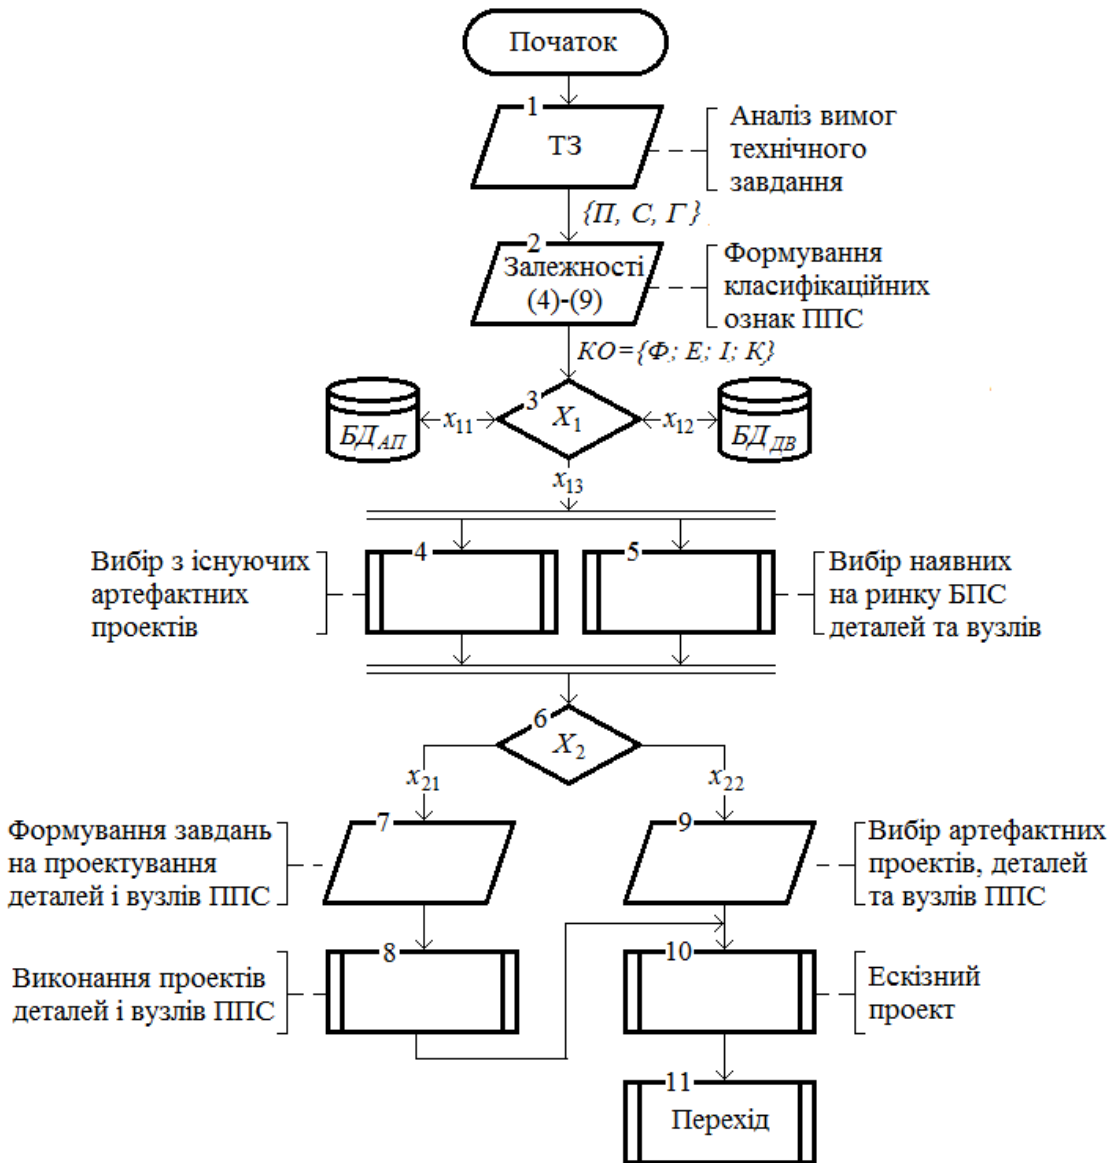 Початок
1
ТЗ
Аналіз вимог
технічного
завдання
{П, С, Г}
2
Залежності
(4)-(9)
Формування
класифікаційних
ознак ППС
КО={Ф; Е; І; К}
3
X₁
БД_АП
x₁₁
x₁₂
БД_ДВ
x₁₃
4
5
Вибір з існуючих
артефактних
проектів
Вибір наявних
на ринку БПС
деталей та вузлів
6
X₂
x₂₁
x₂₂
7
9
Формування завдань
на проектування
деталей і вузлів ППС
Вибір артефактних
проектів, деталей
та вузлів ППС
8
10
Виконання проектів
деталей і вузлів ППС
Ескізний
проект
11
Перехід